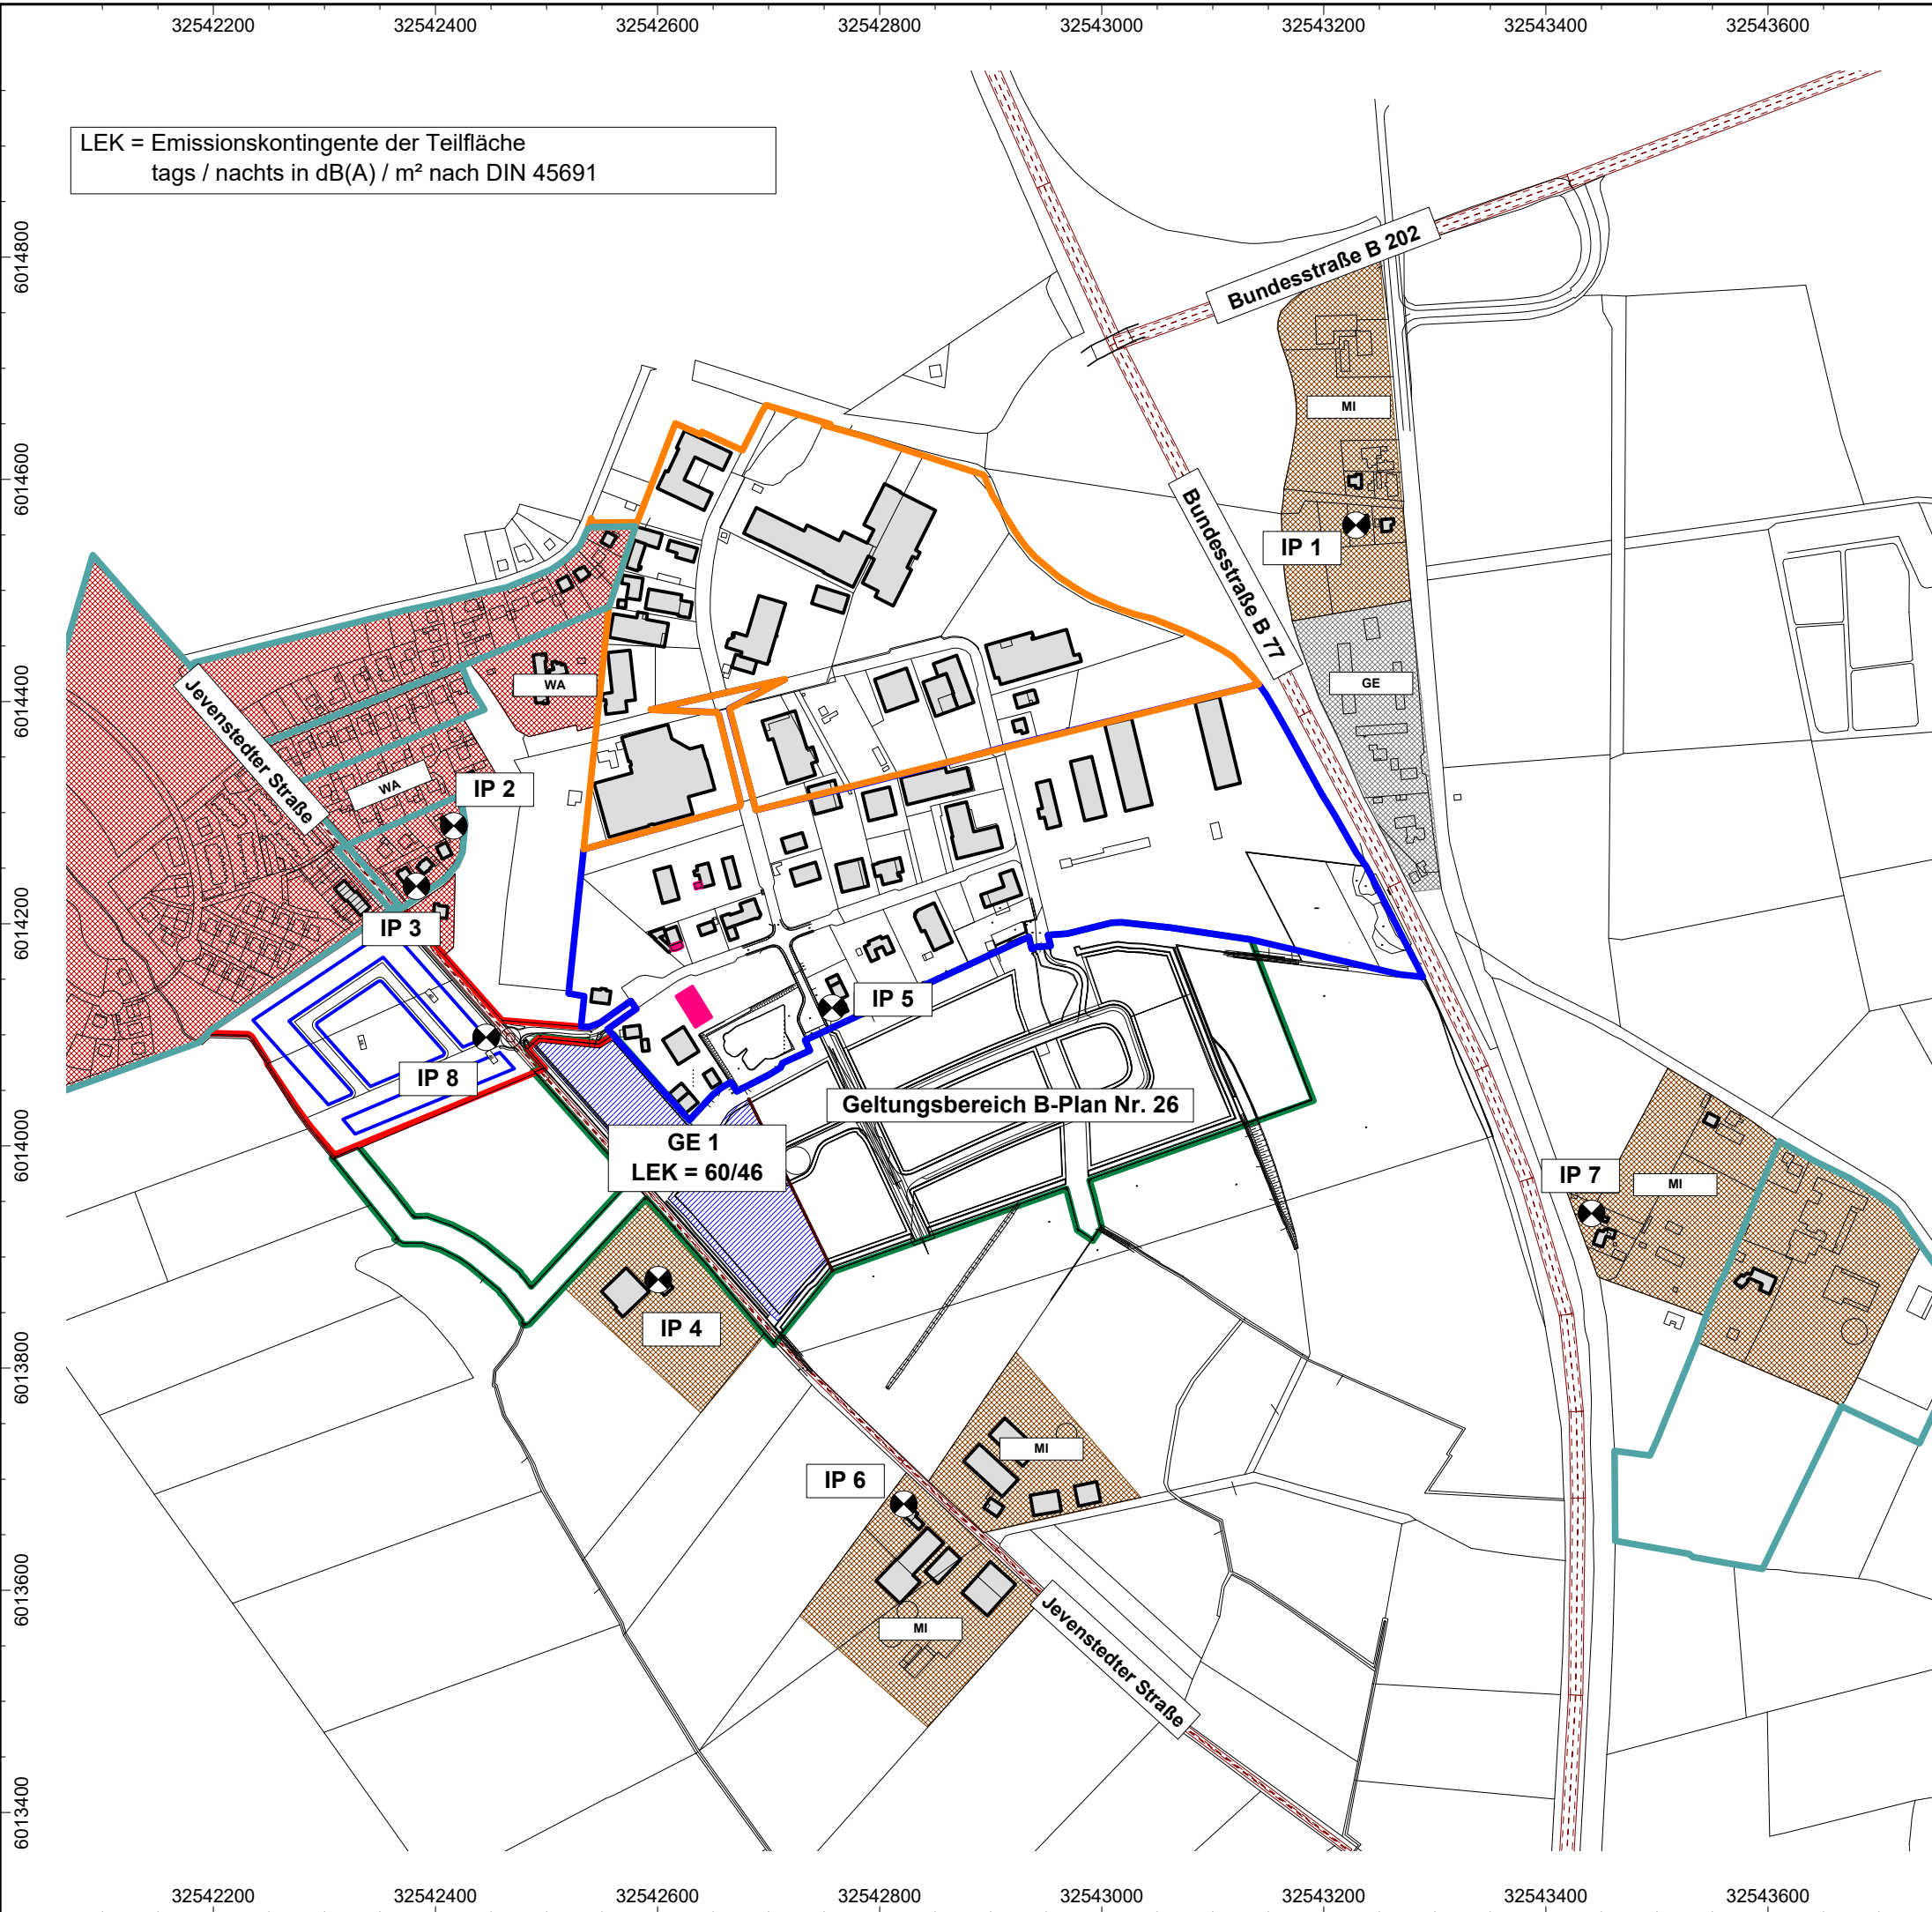 32542200 32542400 32542600 32542800 32543000 32543200 32543400 32543600
LEK = Emissionskontingente der Teilfläche
tags / nachts in dB(A) / m² nach DIN 45691
6014800
Bundesstraße B 202
MI
6014600
Bundesstraße B 77
IP 1
6014400
WA
GE
Jevenstedter Straße
WA
IP 2
6014200
IP 3
IP 5
IP 8
Geltungsbereich B-Plan Nr. 26
6014000
GE 1
LEK = 60/46
IP 7
MI
IP 4
6013800
MI
IP 6
6013600
MI
Jevenstedter Straße
6013400
32542200 32542400 32542600 32542800 32543000 32543200 32543400 32543600